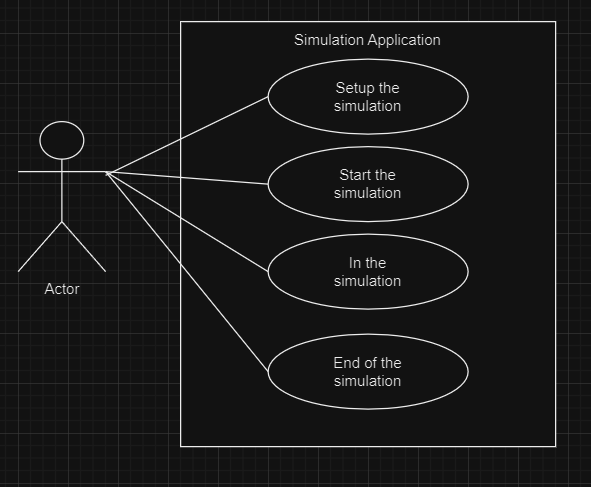 Simulation Application
Setup the
simulation
Start the
simulation
In the
simulation
Actor
End of the
simulation